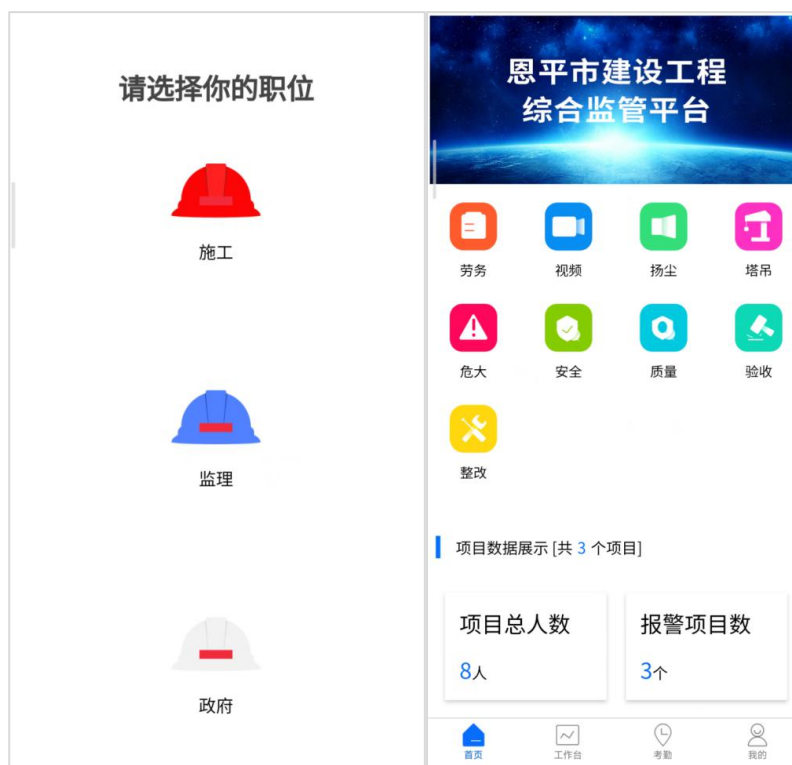 请选择你的职位
施工
监理
政府
恩平市建设工程
综合监管平台
劳务 视频 扬尘 塔吊
危大 安全 质量 验收
整改
项目数据展示 [共 3 个项目]
项目总人数 报警项目数
8人 3个
首页 工作台 考勤 我的